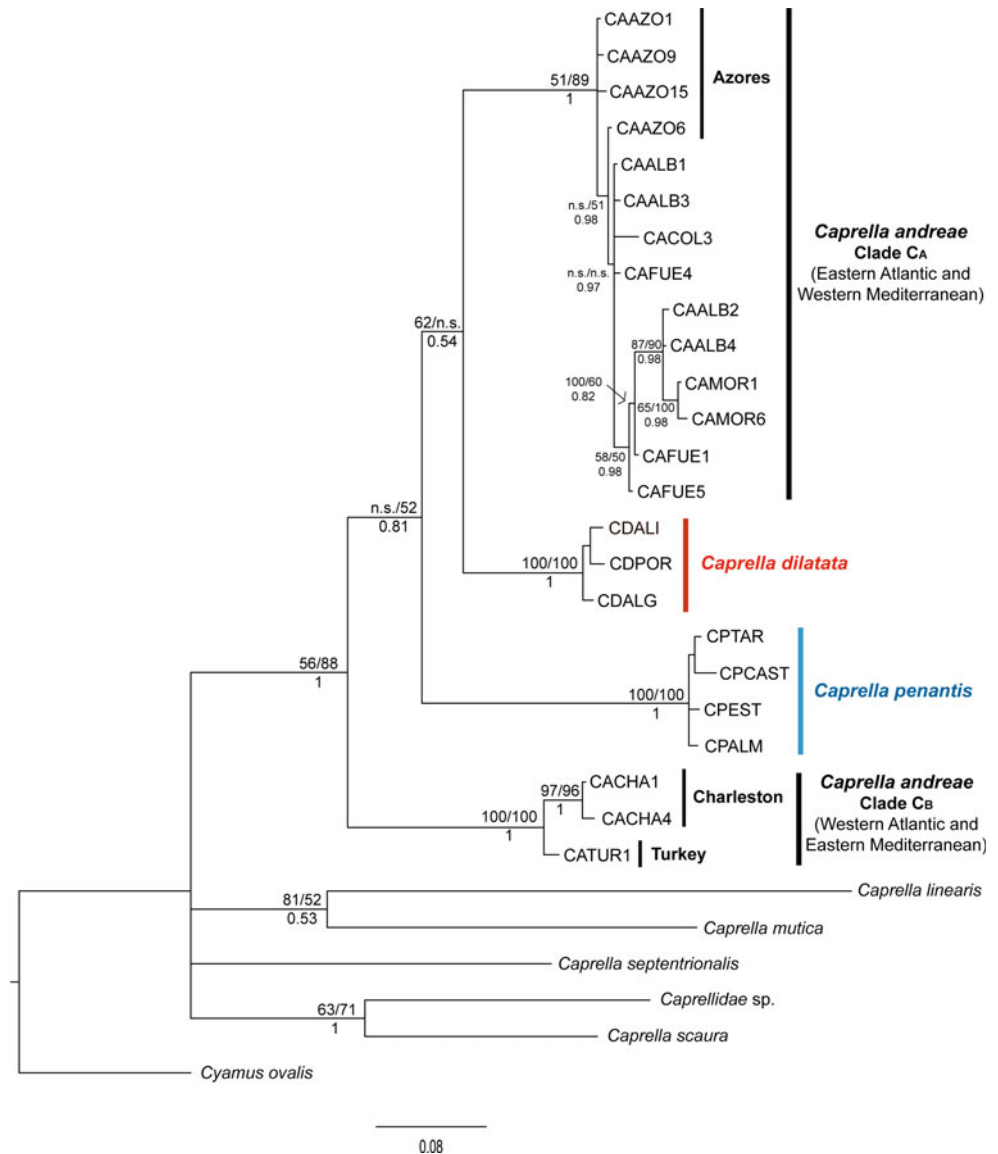 CAAZO1
CAAZO9
51/89
1
Azores
CAAZO15
CAAZO6
CAALB1
n.s./51
0.98
CAALB3
CACOL3
Caprella andreae
Clade CA
(Eastern Atlantic and
Western Mediterranean)
n.s./n.s.
0.97
CAFUE4
CAALB2
62/n.s.
0.54
87/90
0.98
CAALB4
100/60
0.82
CAMOR1
65/100
0.98
CAMOR6
58/50
0.98
CAFUE1
CAFUE5
n.s./52
0.81
CDALI
100/100
1
CDPOR
Caprella dilatata
CDALG
CPTAR
56/88
1
CPCAST
Caprella penantis
100/100
1
CPEST
CPALM
CACHA1
97/96
1
Charleston
CACHA4
Caprella andreae
Clade CB
(Western Atlantic and
Eastern Mediterranean)
100/100
1
CATUR1
Turkey
81/52
0.53
Caprella linearis
Caprella mutica
Caprella septentrionalis
63/71
1
Caprellidae sp.
Caprella scaura
Cyamus ovalis
0.08